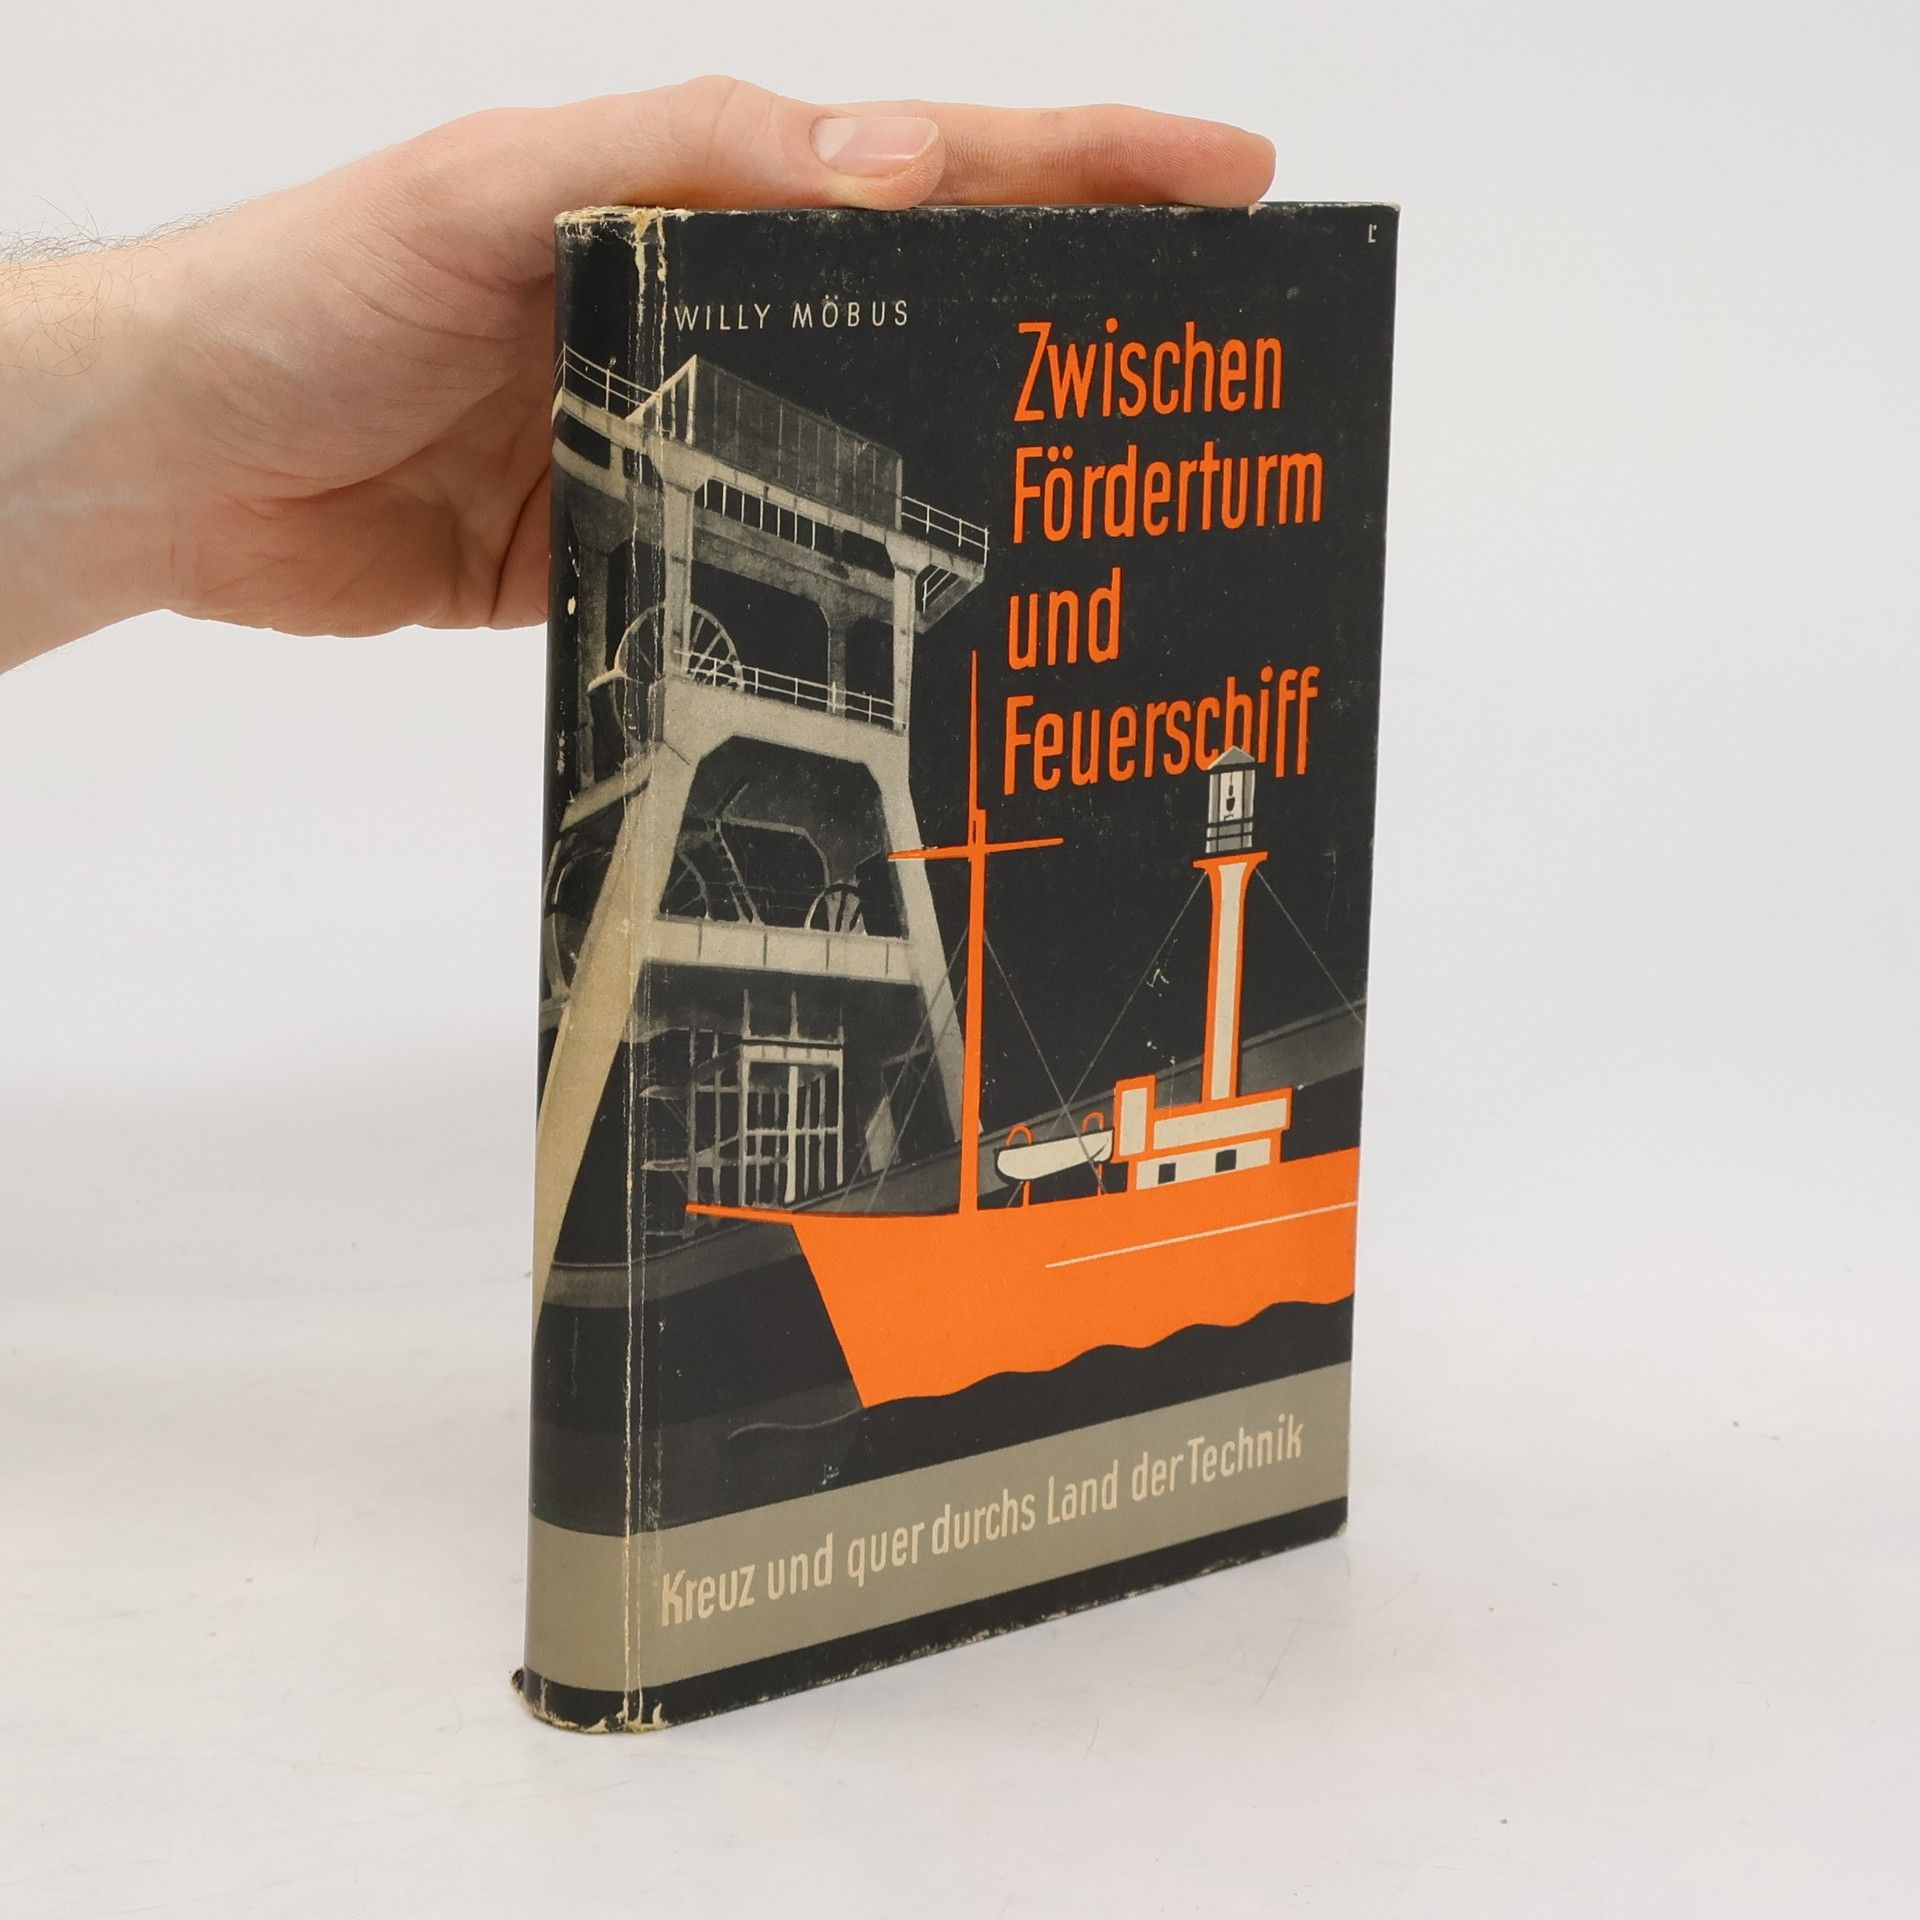 L
WILLY MÖBUS
Zwischen
Förderturm
und
Feuerschiff
Kreuz und quer durchs Land der Technik